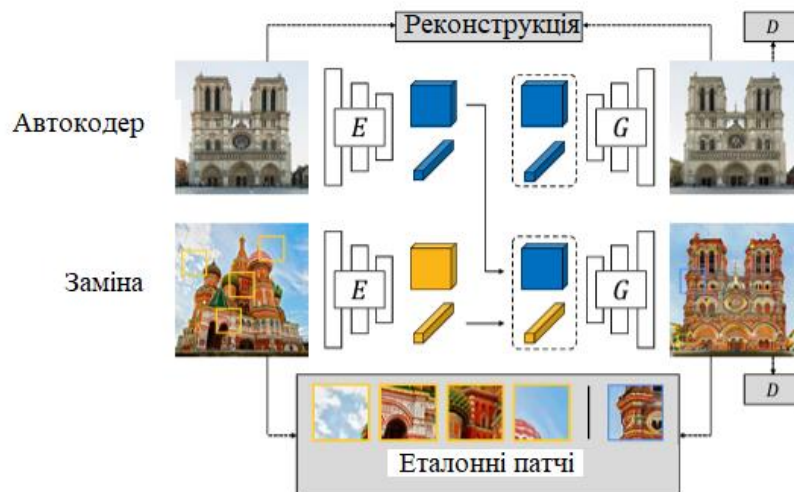 Реконструкція
D
Автокодер
E
G
Заміна
E
G
D
Еталонні патчі